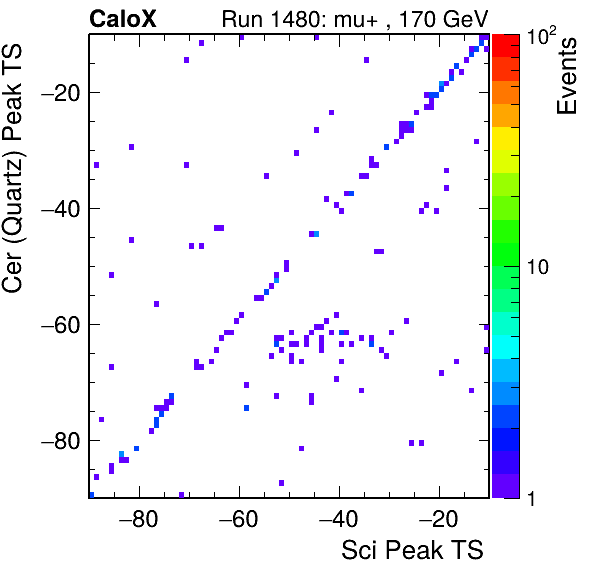 CaloX Run 1480: mu+ , 170 GeV
Cer (Quartz) Peak TS
−20
−40
−60
−80
−80 −60 −40 −20
Sci Peak TS
10²
10
1
Events